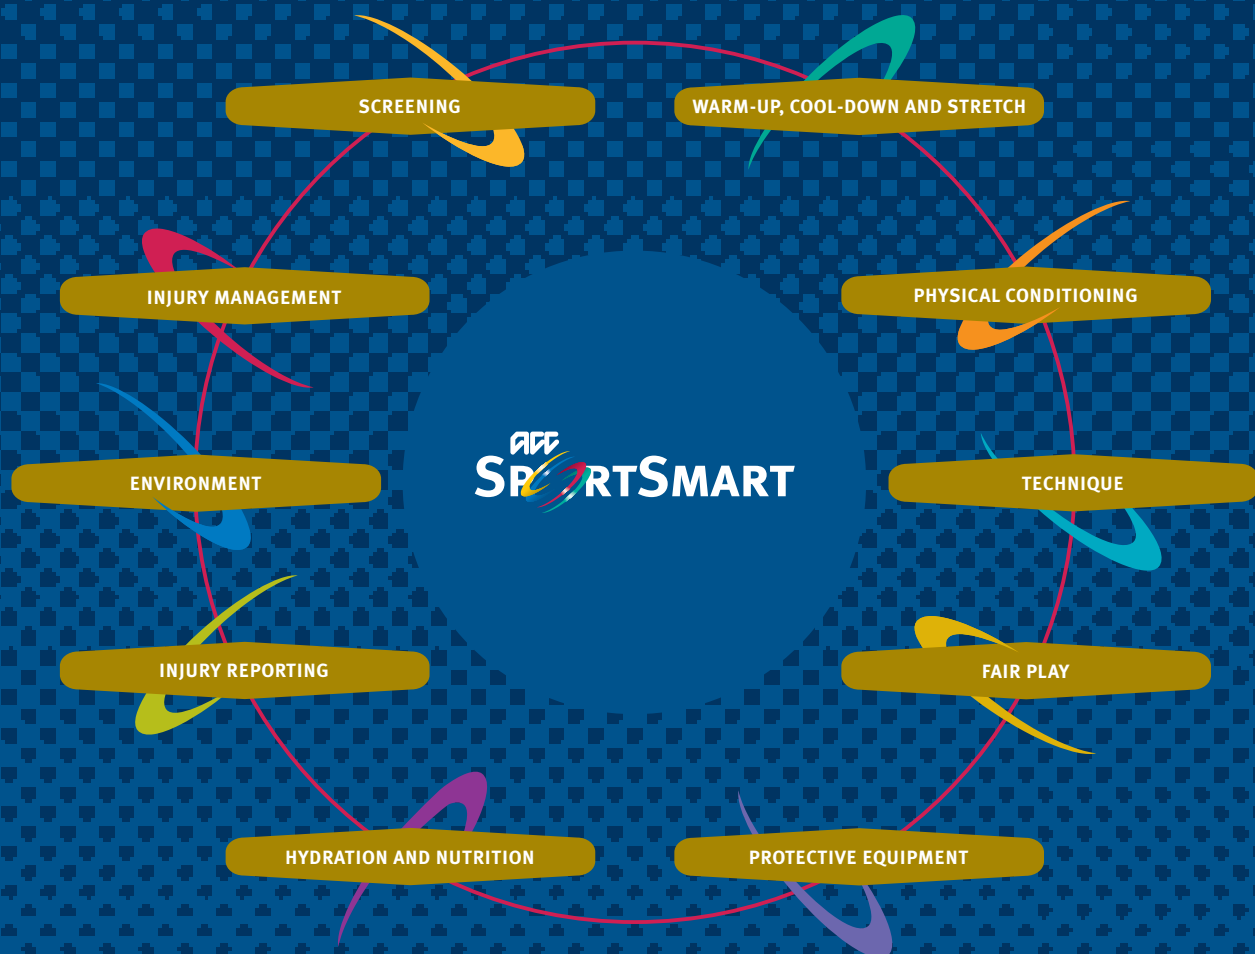 SCREENING
WARM-UP, COOL-DOWN AND STRETCH
INJURY MANAGEMENT
PHYSICAL CONDITIONING
ACC
SPORTSMART
ENVIRONMENT
TECHNIQUE
INJURY REPORTING
FAIR PLAY
HYDRATION AND NUTRITION
PROTECTIVE EQUIPMENT